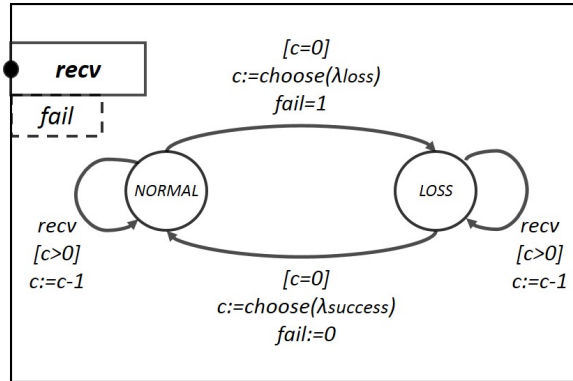 recv
fail
[c=0]
c:=choose(λloss)
fail=1
NORMAL
LOSS
recv
[c>0]
c:=c-1
recv
[c>0]
c:=c-1
[c=0]
c:=choose(λsuccess)
fail:=0